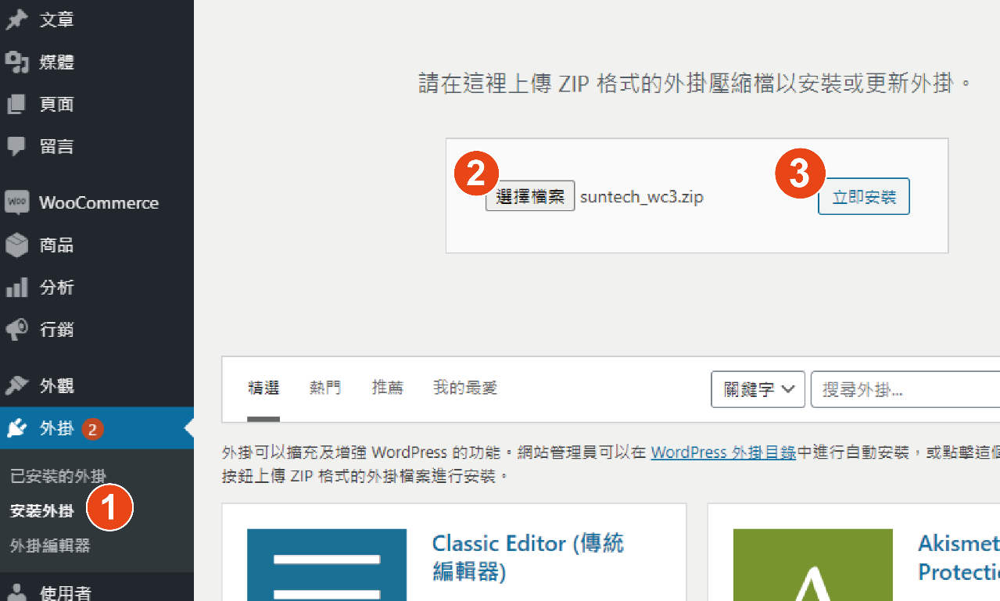 文章
媒體
頁面
留言
WOO
WooCommerce
商品
分析
行銷
外觀
外掛 2
已安裝的外掛
安裝外掛 1
外掛編輯器
使用者
請在這裡上傳 ZIP 格式的外掛壓縮檔以安裝或更新外掛。
2 選擇檔案 suntech_wc3.zip 3 立即安裝
精選 熱門 推薦 我的最愛 關鍵字 搜尋外掛...
外掛可以擴充及增強 WordPress 的功能。網站管理員可以在 WordPress 外掛目錄中進行自動安裝，或點擊這個
按鈕上傳 ZIP 格式的外掛檔案進行安裝。
Classic Editor (傳統
編輯器)
A
Akismet
Protecti